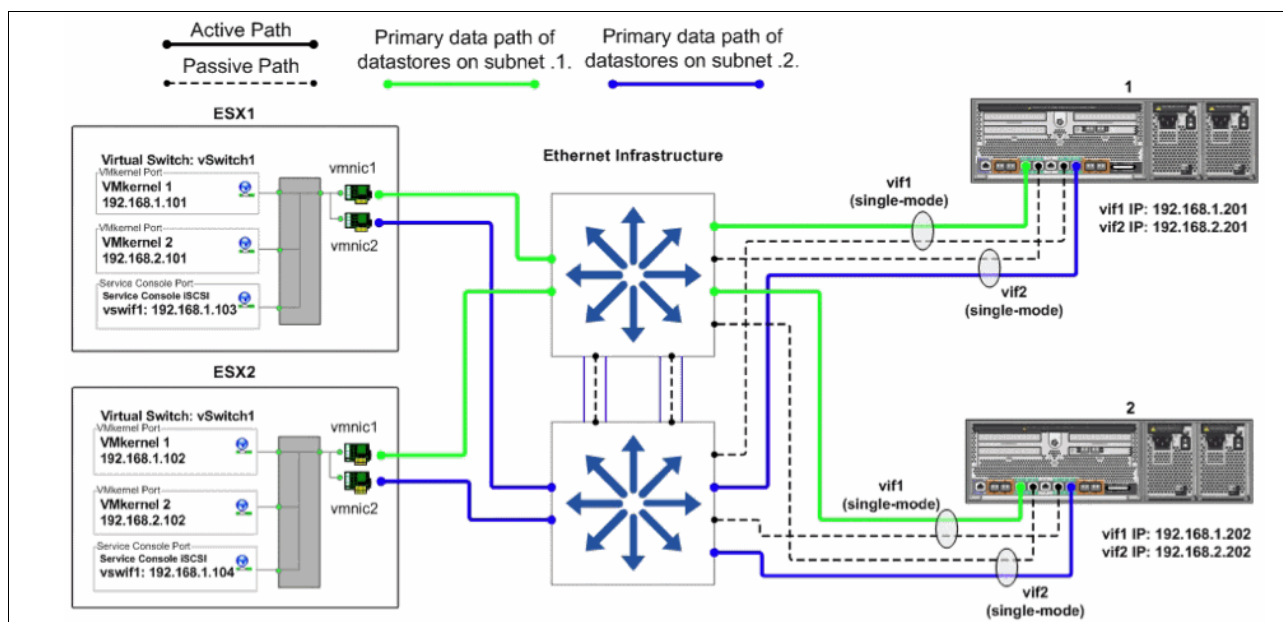 Active Path
Passive Path
Primary data path of
datastores on subnet .1.
Primary data path of
datastores on subnet .2.
ESX1
Virtual Switch: vSwitch1
VMkernel Port
VMkernel 1
192.168.1.101
VMkernel Port
VMkernel 2
192.168.2.101
Service Console Port
Service Console iSCSI
vswif1: 192.168.1.103
vmnic1
vmnic2
Ethernet Infrastructure
vif1
(single-mode)
vif2
(single-mode)
1
vif1 IP: 192.168.1.201
vif2 IP: 192.168.2.201
ESX2
Virtual Switch: vSwitch1
VMkernel Port
VMkernel 1
192.168.1.102
VMkernel Port
VMkernel 2
192.168.2.102
Service Console Port
Service Console iSCSI
vswif1: 192.168.1.104
vmnic1
vmnic2
vif1
(single-mode)
vif2
(single-mode)
2
vif1 IP: 192.168.1.202
vif2 IP: 192.168.2.202